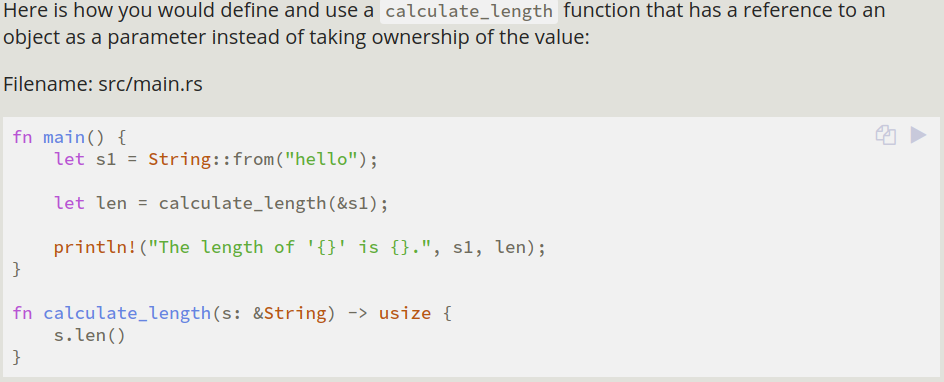 Here is how you would define and use a calculate_length function that has a reference to an
object as a parameter instead of taking ownership of the value:
Filename: src/main.rs
fn main() {
    let s1 = String::from("hello");
    let len = calculate_length(&s1);
    println!("The length of '{}' is {}.", s1, len);
}
fn calculate_length(s: &String) -> usize {
    s.len()
}